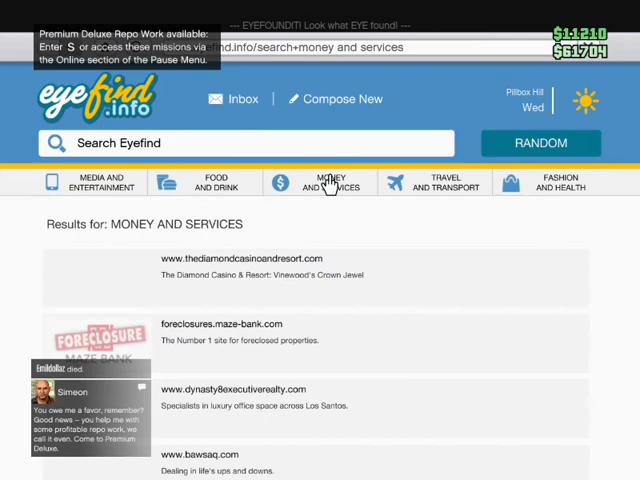 --- EYEFOUNDIT! Look what EYE found! ---
Premium Deluxe Repo Work available:
Enter S or access these missions via
the Online section of the Pause Menu.
eyefind.info/search+money and services
$11210
$61704
eyefind
.info
Inbox
Compose New
Pillbox Hill
Wed
Search Eyefind
RANDOM
MEDIA AND
ENTERTAINMENT
FOOD
AND DRINK
MONEY
AND SERVICES
TRAVEL
AND TRANSPORT
FASHION
AND HEALTH
Results for: MONEY AND SERVICES
www.thediamondcasinoandresort.com
The Diamond Casino & Resort: Vinewood's Crown Jewel
FORECLOSURE
MAZE BANK
foreclosures.maze-bank.com
The Number 1 site for foreclosed properties.
Emildollaz died.
Simeon
You owe me a favor, remember?
Good news – you help me with
some profitable repo work, we
call it even. Come to Premium
Deluxe.
www.dynasty8executiverealty.com
Specialists in luxury office space across Los Santos.
www.bawsaq.com
Dealing in life's ups and downs.